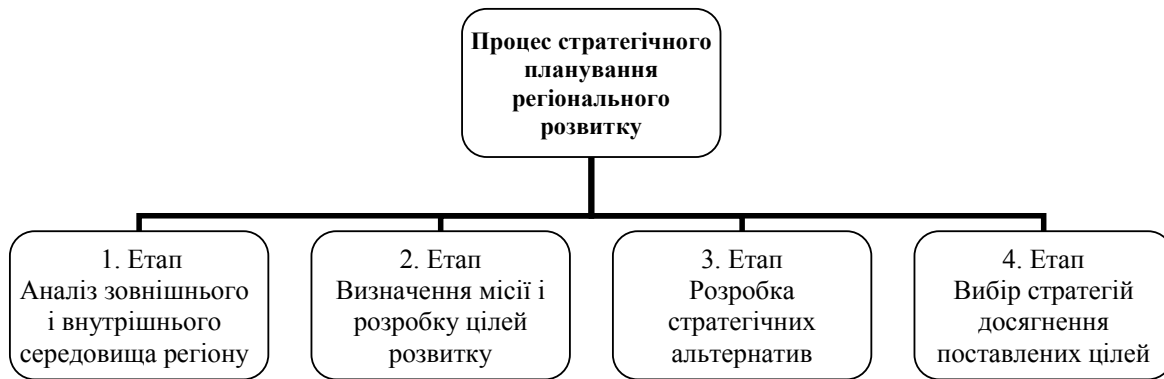 Процес стратегічного
планування
регіонального
розвитку
1. Етап
Аналіз зовнішнього
і внутрішнього
середовища регіону
2. Етап
Визначення місії і
розробку цілей
розвитку
3. Етап
Розробка
стратегічних
альтернатив
4. Етап
Вибір стратегій
досягнення
поставлених цілей